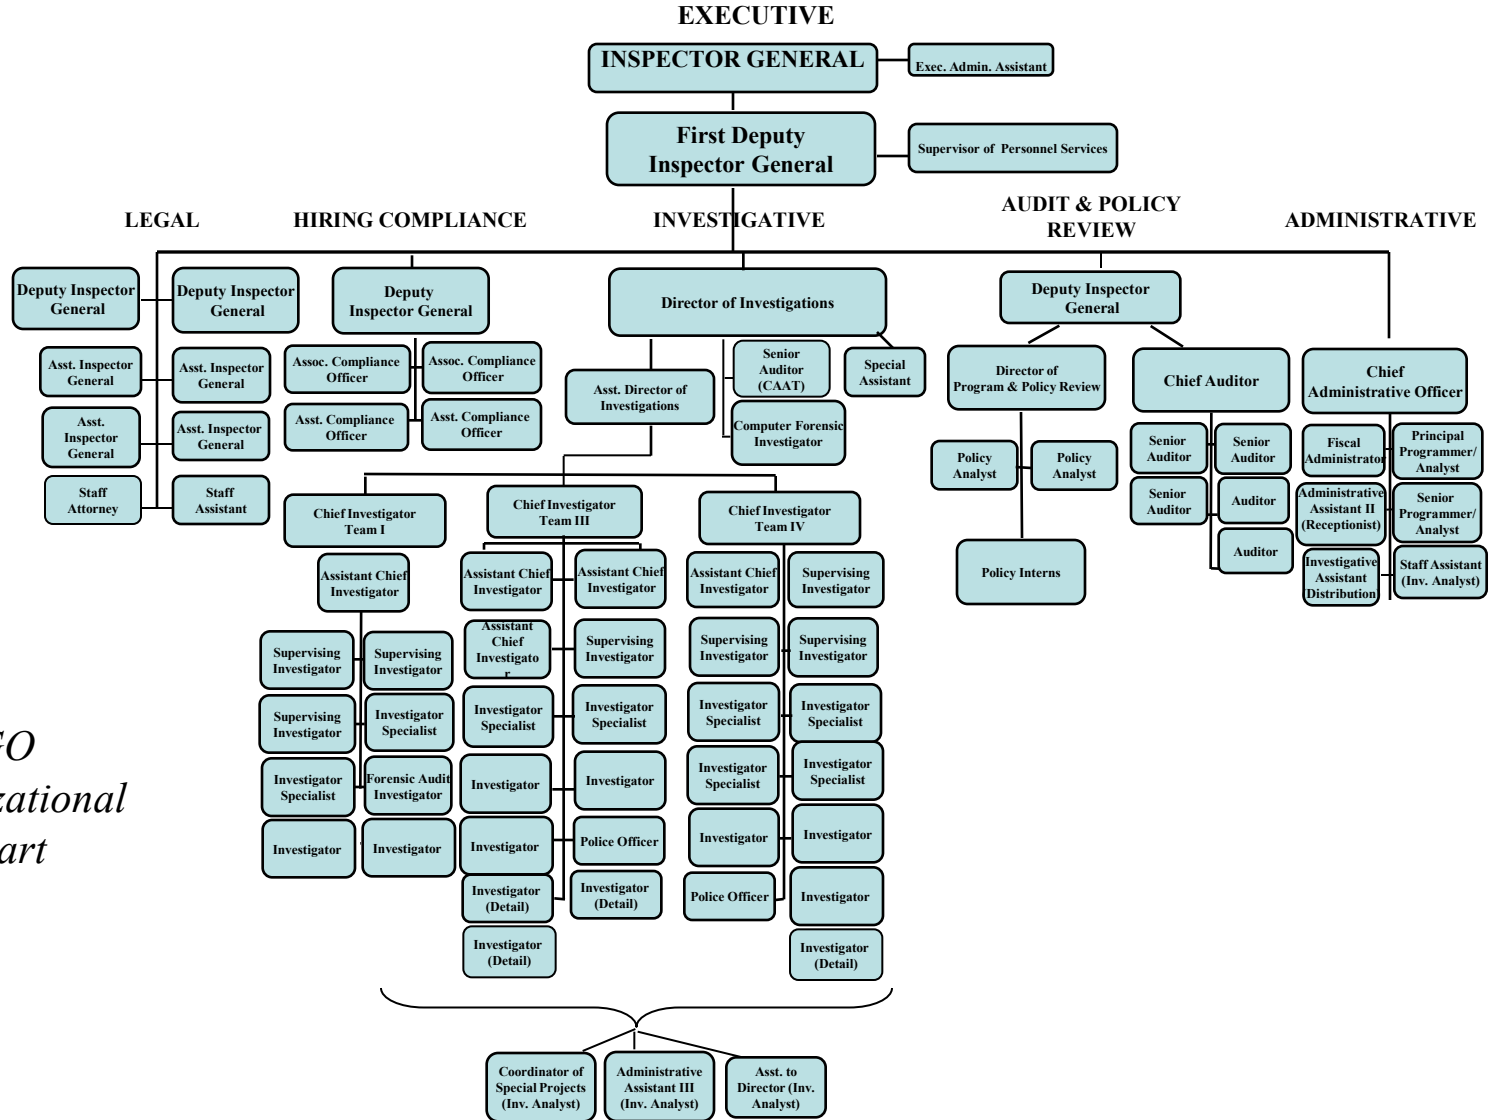 EXECUTIVE
INSPECTOR GENERAL
Exec. Admin. Assistant
First Deputy
Inspector General
Supervisor of Personnel Services
LEGAL
HIRING COMPLIANCE
INVESTIGATIVE
AUDIT & POLICY
REVIEW
ADMINISTRATIVE
Deputy Inspector
General
Deputy Inspector
General
Deputy
Inspector General
Director of Investigations
Deputy Inspector
General
Asst. Inspector
General
Asst. Inspector
General
Asst.
Inspector
General
Asst. Inspector
General
Staff
Attorney
Staff
Assistant
Assoc. Compliance
Officer
Assoc. Compliance
Officer
Asst. Compliance
Officer
Asst. Compliance
Officer
Asst. Director of
Investigations
Senior
Auditor
(CAAT)
Special
Assistant
Computer Forensic
Investigator
Director of
Program & Policy Review
Chief Auditor
Chief
Administrative Officer
Policy
Analyst
Policy
Analyst
Policy Interns
Senior
Auditor
Senior
Auditor
Senior
Auditor
Auditor
Auditor
Fiscal
Administrator
Principal
Programmer/
Analyst
Administrative
Assistant II
(Receptionist)
Senior
Programmer/
Analyst
Investigative
Assistant
Distribution
Staff Assistant
(Inv. Analyst)
Chief Investigator
Team I
Chief Investigator
Team III
Chief Investigator
Team IV
Assistant Chief
Investigator
Supervising
Investigator
Supervising
Investigator
Supervising
Investigator
Investigator
Specialist
Investigator
Specialist
Forensic Audit
Investigator
Investigator
Investigator
Assistant Chief
Investigator
Assistant Chief
Investigator
Assistant
Chief
Investigato
r
Supervising
Investigator
Investigator
Specialist
Investigator
Specialist
Investigator
Investigator
Investigator
Police Officer
Investigator
(Detail)
Investigator
(Detail)
Investigator
(Detail)
Assistant Chief
Investigator
Supervising
Investigator
Supervising
Investigator
Supervising
Investigator
Investigator
Specialist
Investigator
Specialist
Investigator
Specialist
Investigator
Specialist
Investigator
Investigator
Police Officer
Investigator
Investigator
(Detail)
GO
zational
art
Coordinator of
Special Projects
(Inv. Analyst)
Administrative
Assistant III
(Inv. Analyst)
Asst. to
Director (Inv.
Analyst)